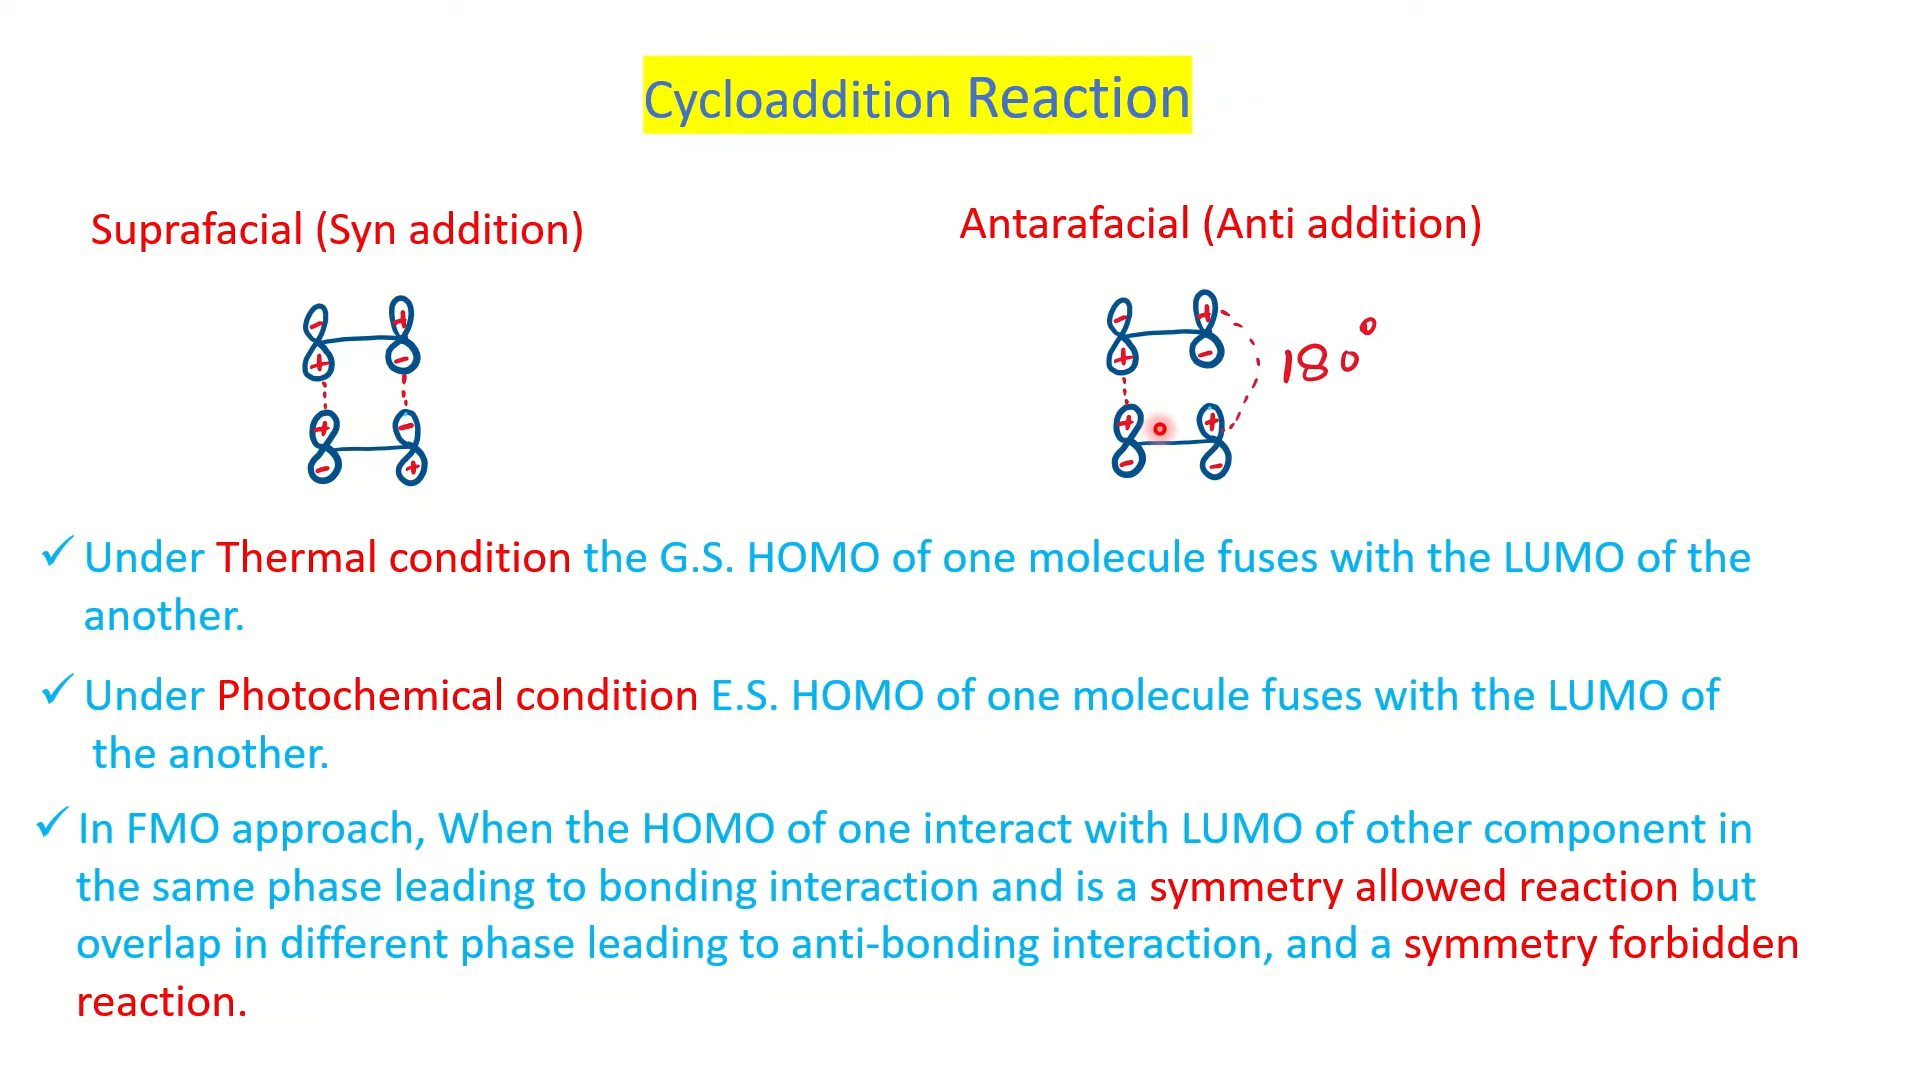 Cycloaddition Reaction
Suprafacial (Syn addition)
Antarafacial (Anti addition)
- +
+ -
+ -
- +
- +
+ -
180°
+ +
- -
✓ Under Thermal condition the G.S. HOMO of one molecule fuses with the LUMO of the
another.
✓ Under Photochemical condition E.S. HOMO of one molecule fuses with the LUMO of
the another.
✓ In FMO approach, When the HOMO of one interact with LUMO of other component in
the same phase leading to bonding interaction and is a symmetry allowed reaction but
overlap in different phase leading to anti-bonding interaction, and a symmetry forbidden
reaction.